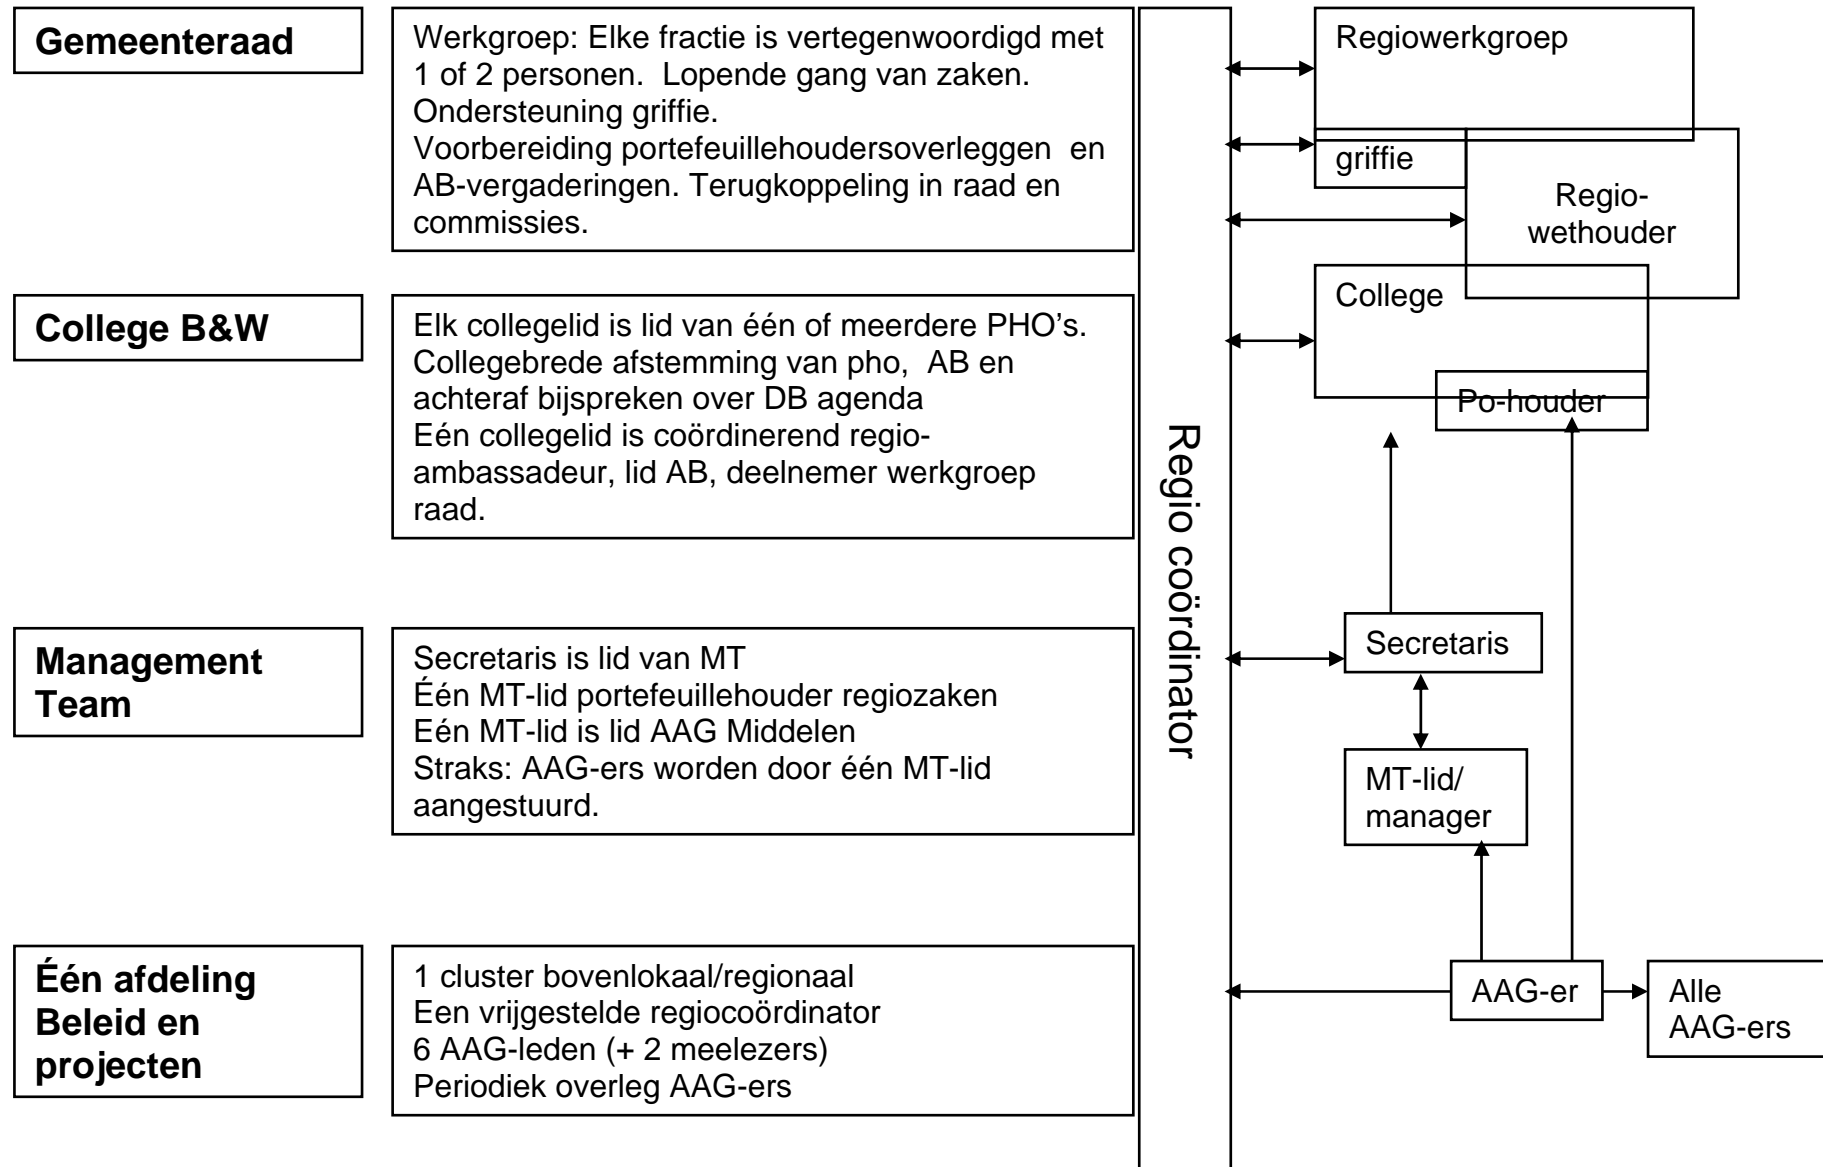 Gemeenteraad
Werkgroep: Elke fractie is vertegenwoordigd met
1 of 2 personen.  Lopende gang van zaken.
Ondersteuning griffie.
Voorbereiding portefeuillehoudersoverleggen  en
AB-vergaderingen. Terugkoppeling in raad en
commissies.
Regiowerkgroep
griffie
Regio-
wethouder
College B&W
Elk collegelid is lid van één of meerdere PHO's.
Collegebrede afstemming van pho,  AB en
achteraf bijspreken over DB agenda
Eén collegelid is coördinerend regio-
ambassadeur, lid AB, deelnemer werkgroep
raad.
College
Po-houder
Regio coördinator
Management
Team
Secretaris is lid van MT
Één MT-lid portefeuillehouder regiozaken
Eén MT-lid is lid AAG Middelen
Straks: AAG-ers worden door één MT-lid
aangestuurd.
Secretaris
MT-lid/
manager
Één afdeling
Beleid en
projecten
1 cluster bovenlokaal/regionaal
Een vrijgestelde regiocoördinator
6 AAG-leden (+ 2 meelezers)
Periodiek overleg AAG-ers
AAG-er
Alle
AAG-ers